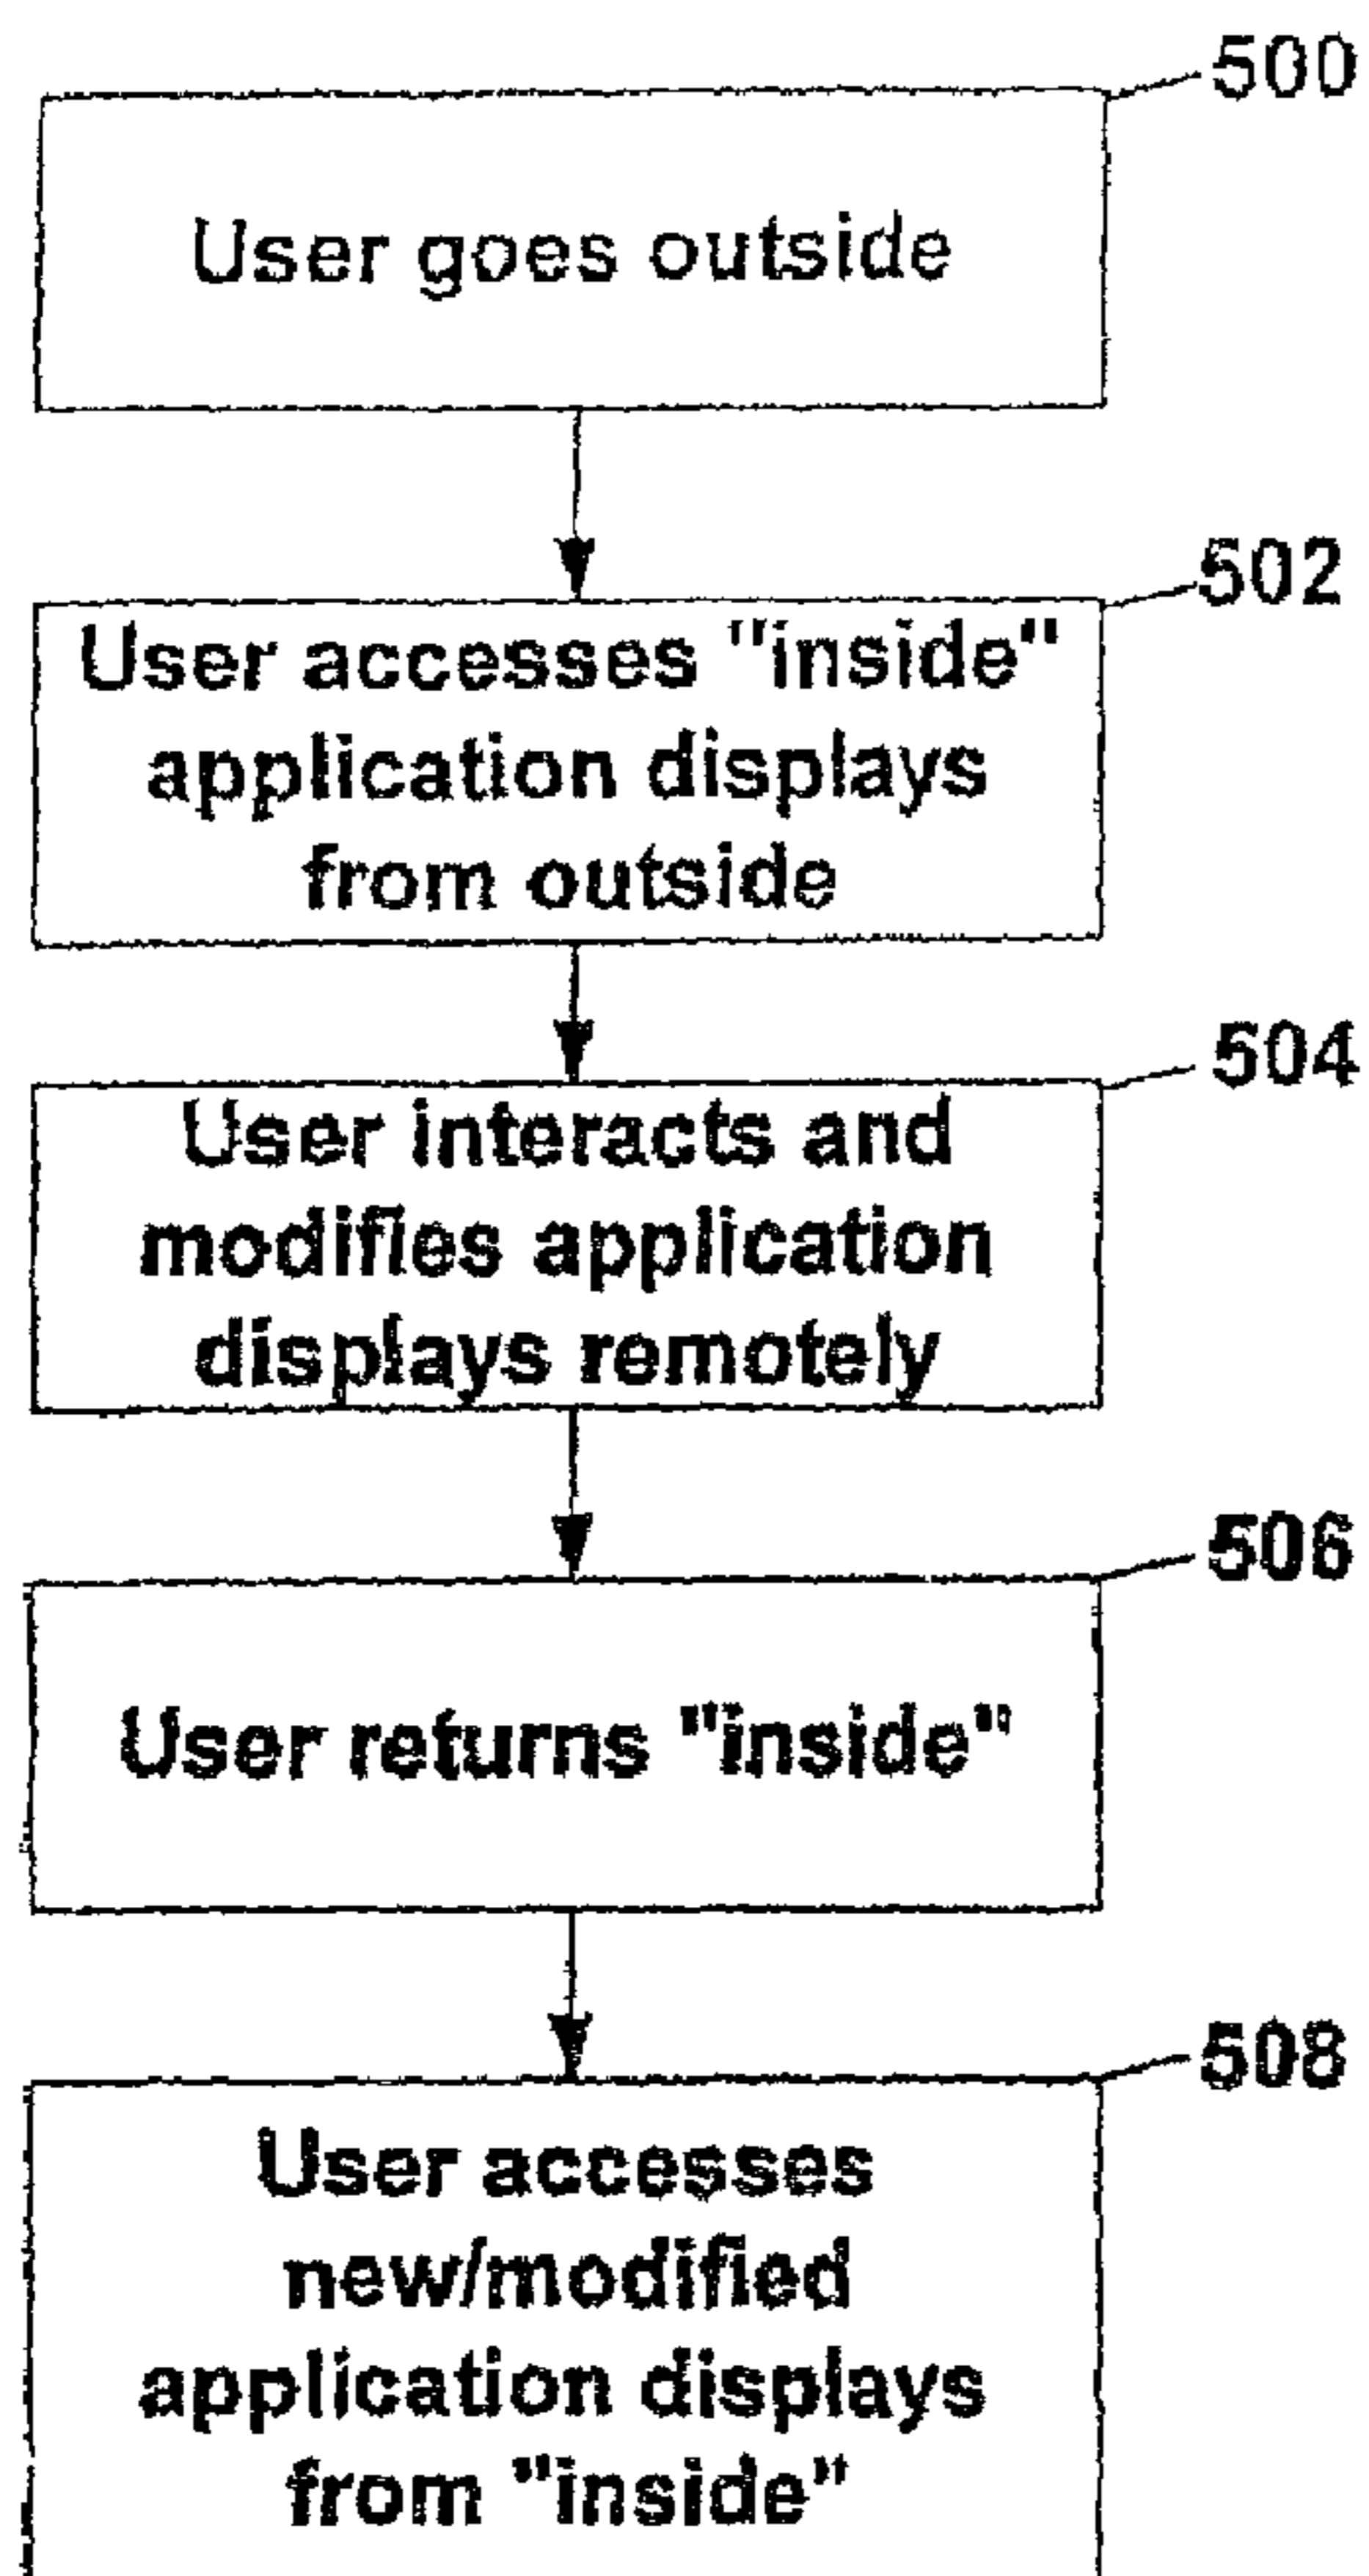 500
User goes outside
502
User accesses "inside"
application displays
from outside
504
User interacts and
modifies application
displays remotely
506
User returns "inside"
508
User accesses
new/modified
application displays
from "inside"